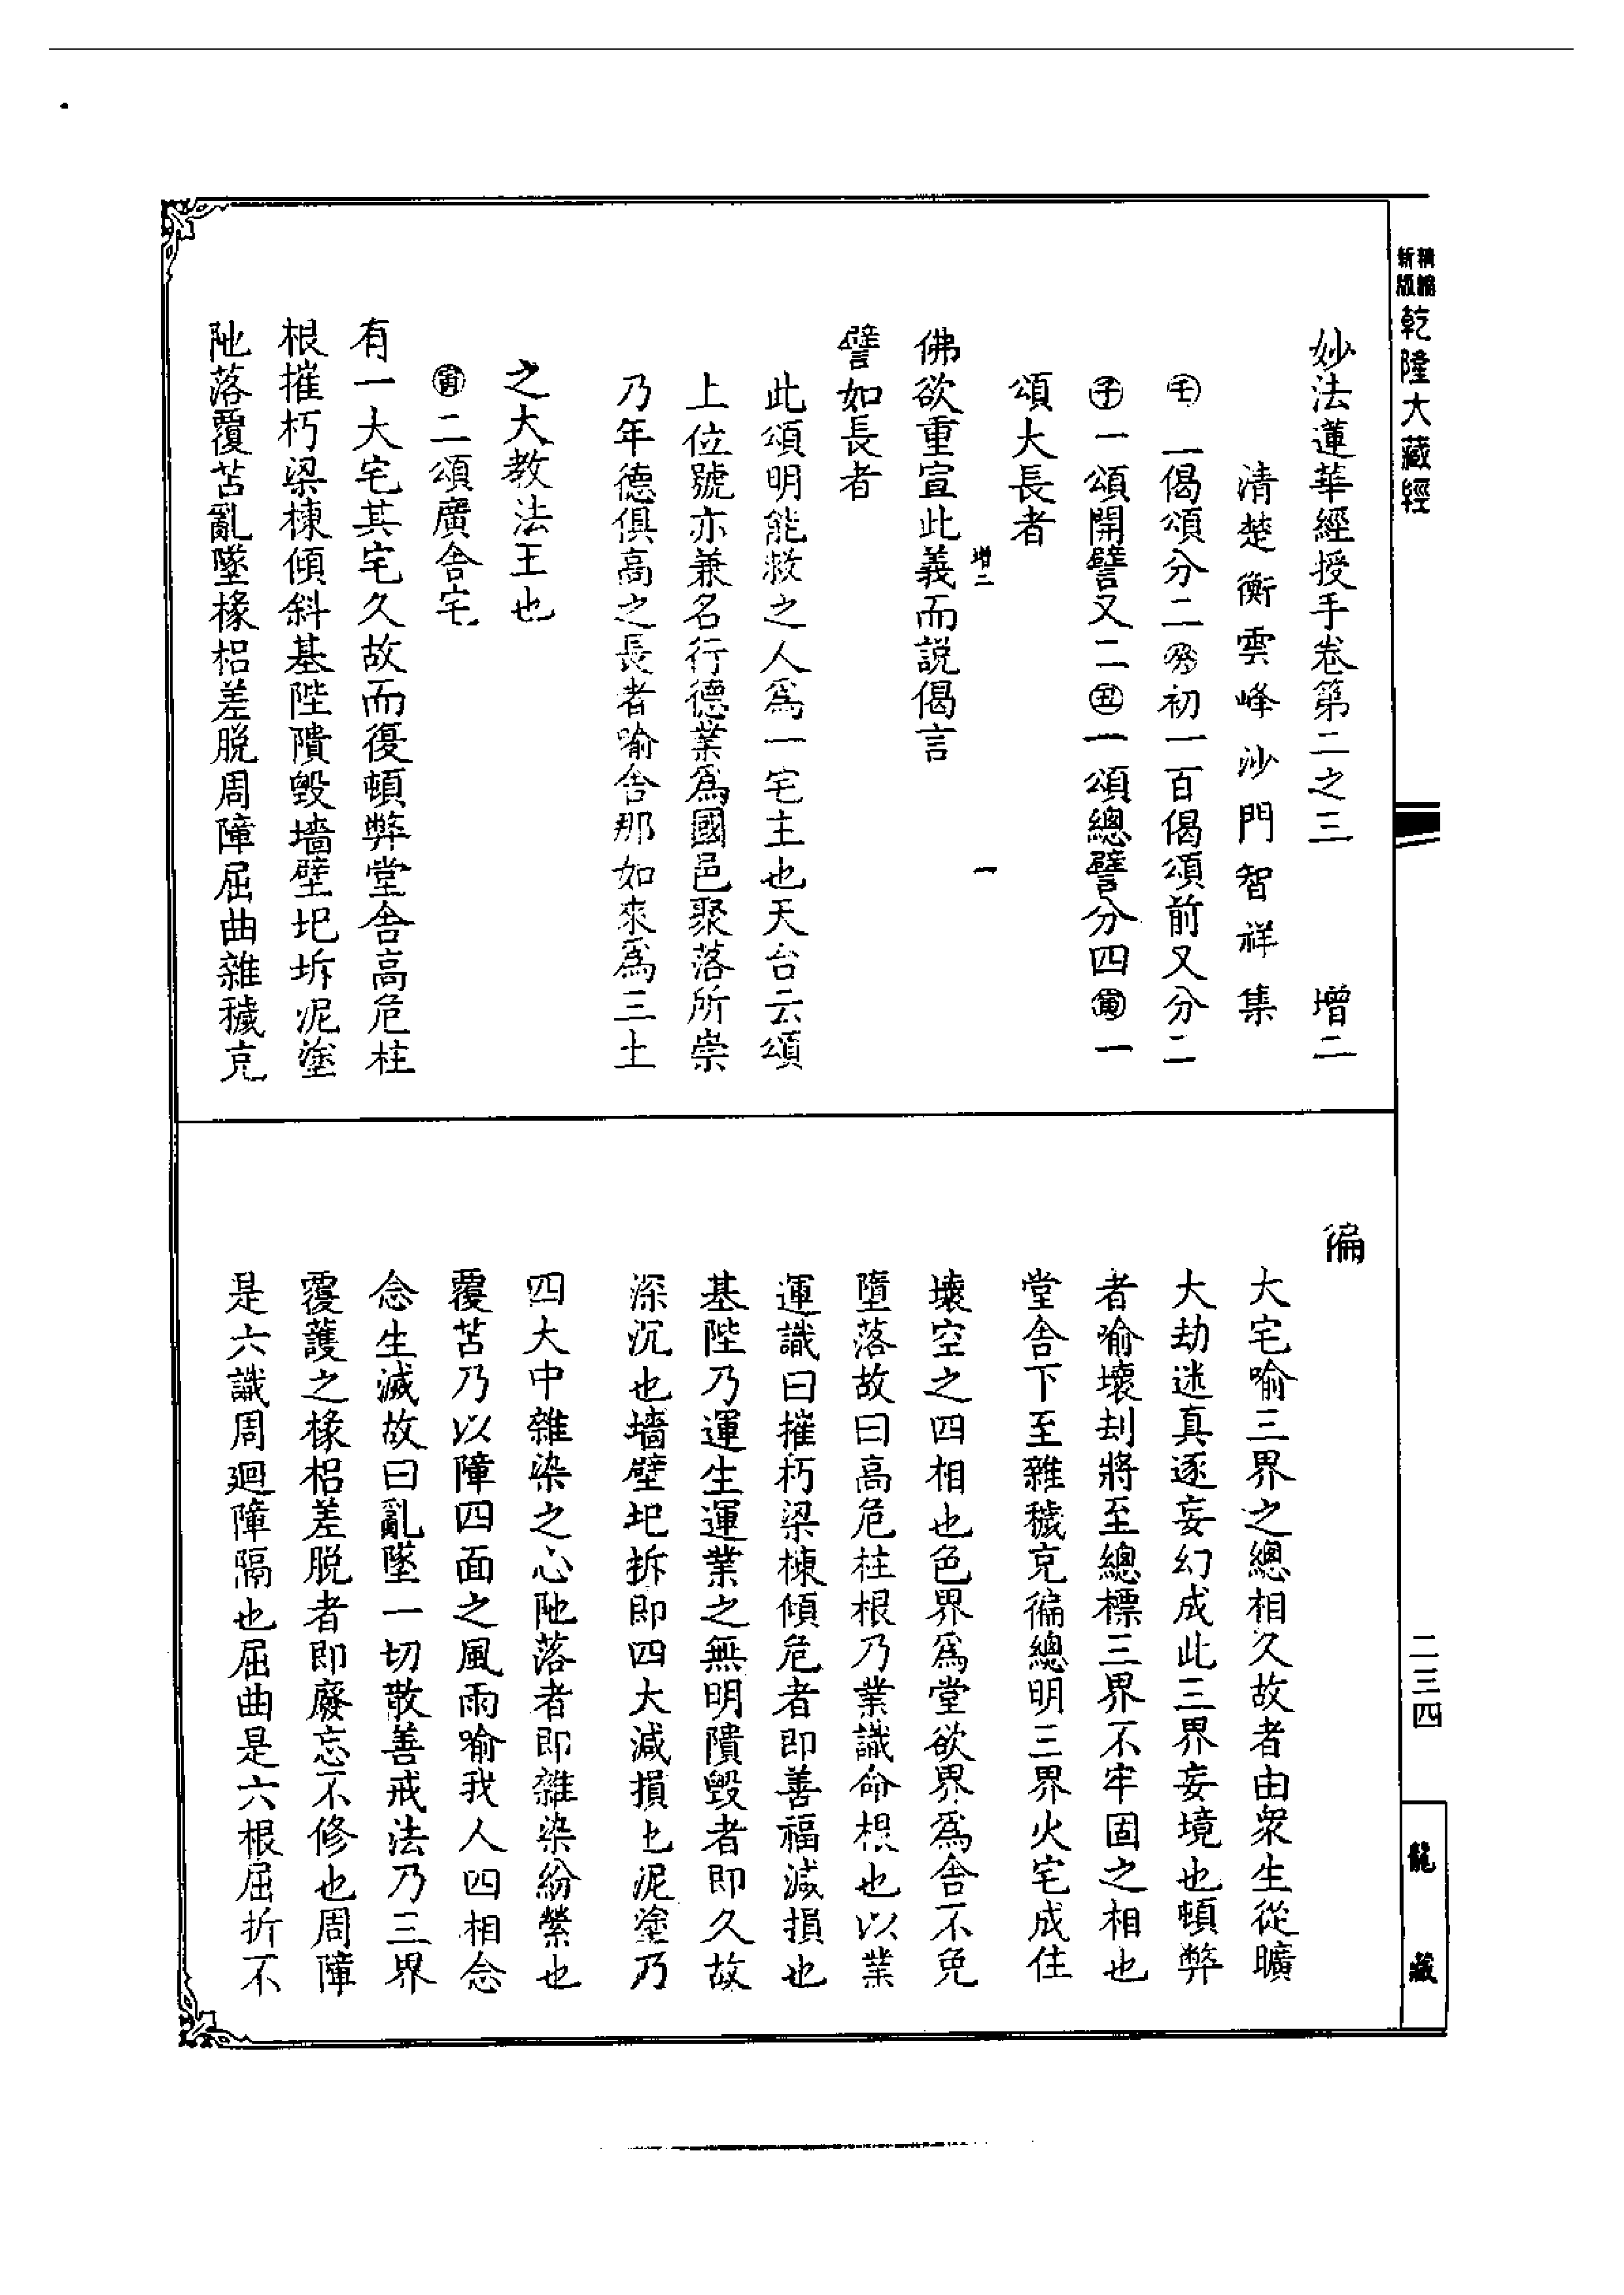 新版精縮乾隆大藏經
妙法蓮華經授手卷第二之三 增二
清楚衡雲峰沙門智祥集
㊀二偈頌分二㊎初一百偈頌前又分二
㊀一頌開譬又二㊀一頌總譬分四㊀一
頌大長者
增二 一
佛欲重宣此義而説偈言
譬如長者
此頌明能救之人爲一宅主也天台云頌
上位號亦兼名行德業爲國邑聚落所崇
乃年德俱高之長者喻舍那如來爲三土
之大教法王也
㊀二頌廣舍宅
有一大宅其宅久故而復頓弊堂舍高危柱
根摧朽梁棟傾斜基陛隤毀墻壁圯坼泥塗
阤落覆苫亂墜椽梠差脫周障屈曲雜穢充
徧
大宅喻三界之總相久故者由衆生從曠
大劫迷真逐妄幻成此三界妄境也頓弊
者喻壞刦將至總標三界不牢固之相也
堂舍下至雜穢充徧總明三界火宅成住
壞空之四相也色界爲堂欲界爲舍不免
墮落故曰高危柱根乃業識命根也以業
運識曰摧朽梁棟傾危者即善福減損也
基陛乃運生運業之無明隤毀者即久故
深沉也墻壁圯拆即四大減損也泥塗乃
四大中雜染之心阤落者即雜染紛縈也
覆苫乃以障四面之風雨喻我人四相念
念生滅故曰亂墜一切散善戒法乃三界
覆護之椽梠差脱者即廢忘不修也周障
是六識周迴障隔也屈曲是六根屈折不
二三四
龍藏